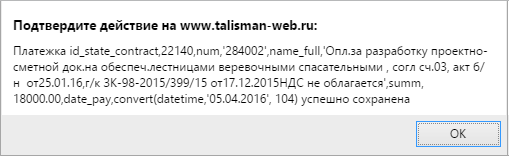 Подтвердите действие на www.talisman-web.ru:
Платежка id_state_contract,22140,num,'284002',name_full,'Опл.за разработку проектно-
сметной док.на обеспеч.лестницами веревочными спасательными , согл сч.03, акт б/
н  от25.01.16,г/к ЗК-98-2015/399/15 от17.12.2015НДС не облагается',summ,
18000.00,date_pay,convert(datetime,'05.04.2016', 104) успешно сохранена
ОК